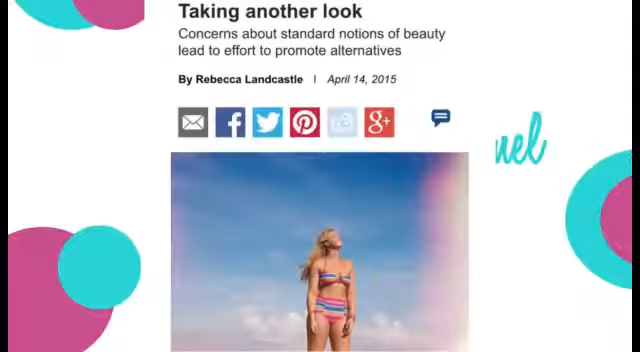 Taking another look
Concerns about standard notions of beauty
lead to effort to promote alternatives
By Rebecca Landcastle | April 14, 2015
f
g+
nel